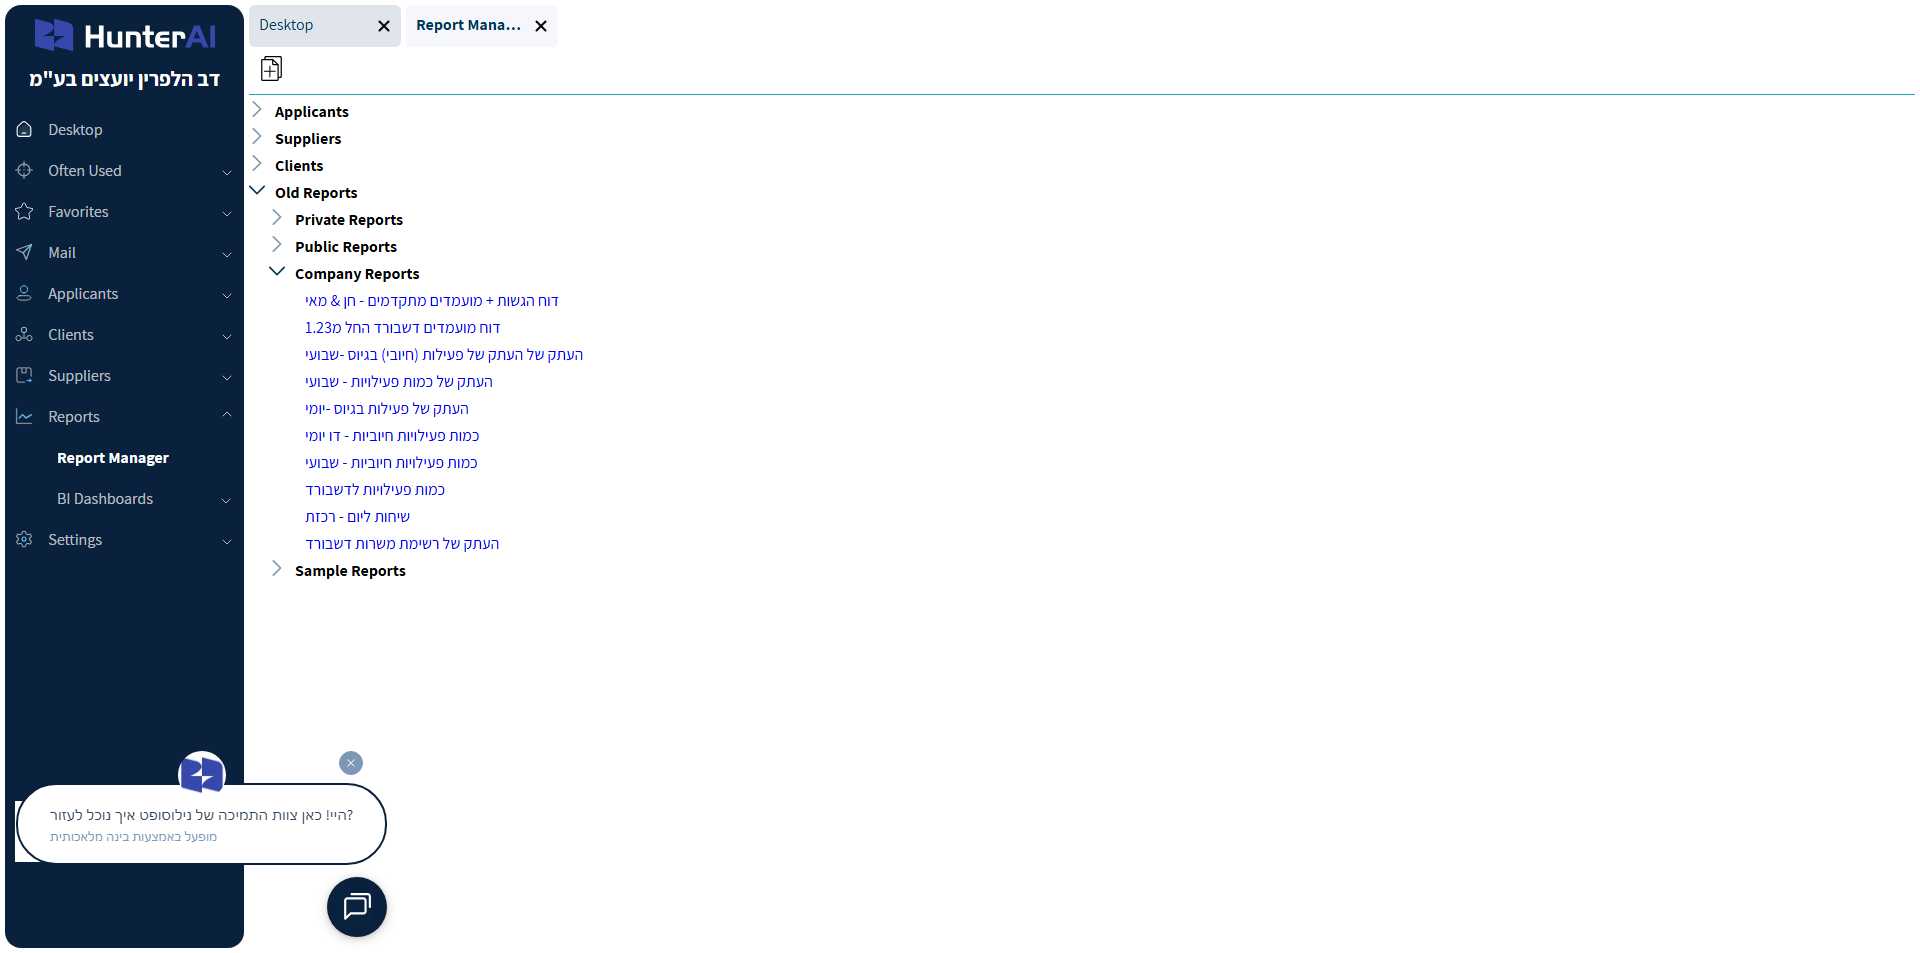 HunterAI
דב הלפרין יועצים בע"מ
Desktop
Often Used
Favorites
Mail
Applicants
Clients
Suppliers
Reports
Report Manager
BI Dashboards
Settings
Desktop
Report Mana...
Applicants
Suppliers
Clients
Old Reports
Private Reports
Public Reports
Company Reports
דוח הגשות + מועמדים מתקדמים - חן & מאי
דוח מועמדים דשבורד החל מ1.23
העתק של העתק של פעילות (חיובי) בגיוס -שבועי
העתק של כמות פעילויות - שבועי
העתק של פעילות בגיוס -יומי
כמות פעילויות חיוביות - דו יומי
כמות פעילויות חיוביות - שבועי
כמות פעילויות לדשבורד
שיחות ליום - רכזת
העתק של רשימת משרות דשבורד
Sample Reports
היי! כאן צוות התמיכה של נילוסופט איך נוכל לעזור?
מופעל באמצעות בינה מלאכותית